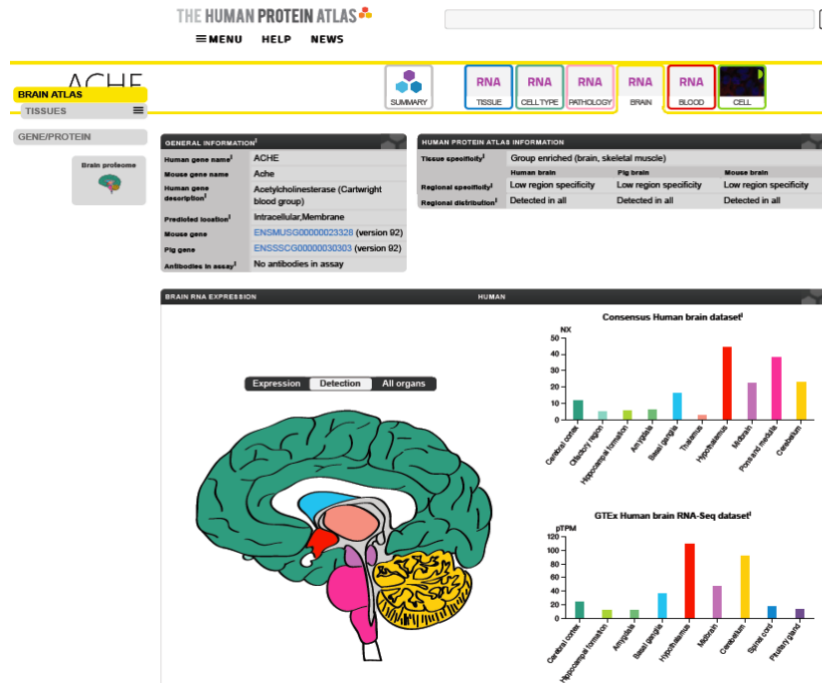 THE HUMAN PROTEIN ATLAS
≡MENU HELP NEWS
ACHE
BRAIN ATLAS
TISSUES
GENE/PROTEIN
Brain proteome
SUMMARY
RNA
TISSUE
RNA
CELL TYPE
RNA
PATHOLOGY
RNA
BRAIN
RNA
BLOOD
CELL
GENERAL INFORMATION
Human gene name ACHE
Mouse gene name Ache
Human gene description Acetylcholinesterase (Cartwright
blood group)
Predicted location Intracellular,Membrane
Mouse gene ENSMUSG00000023328 (version 92)
Pig gene ENSSSCG00000030303 (version 92)
Antibodies in assay No antibodies in assay
HUMAN PROTEIN ATLAS INFORMATION
Tissue specificity Group enriched (brain, skeletal muscle)
Human brain Pig brain Mouse brain
Regional specificity Low region specificity Low region specificity Low region specificity
Regional distribution Detected in all Detected in all Detected in all
BRAIN RNA EXPRESSION HUMAN
Expression Detection All organs
Consensus Human brain dataset
NX
50
40
30
20
10
0
Cerebral cortex
Olfactory region
Hippocampal formation
Amygdala
Basal ganglia
Thalamus
Hypothalamus
Midbrain
Pons and medulla
Cerebellum
GTEx Human brain RNA-Seq dataset
pTPM
120
100
80
60
40
20
0
Cerebral cortex
Hippocampal formation
Amygdala
Basal ganglia
Hypothalamus
Midbrain
Cerebellum
Spinal cord
Pituitary gland